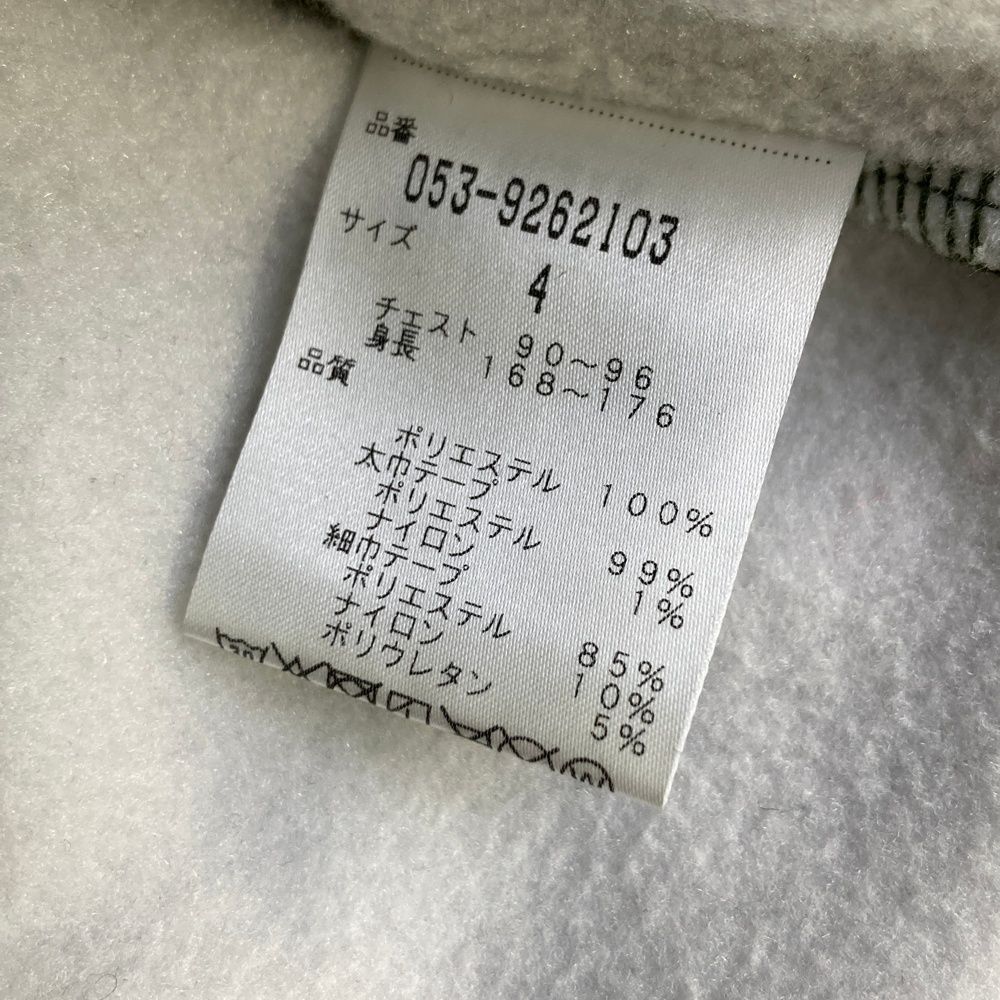 品番
053-9262103
サイズ
4
チェスト 90～96
身長 168～176
品質
ポリエステル 100%
太巾テープ
ポリエステル 99%
ナイロン 1%
細巾テープ
ポリエステル 85%
ナイロン 10%
ポリウレタン 5%